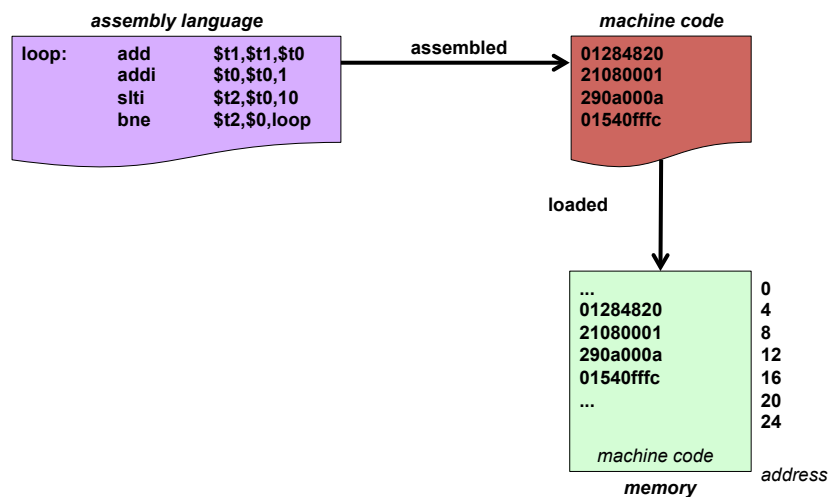 assembly language
loop: add $t1,$t1,$t0
addi $t0,$t0,1
slti $t2,$t0,10
bne $t2,$0,loop
assembled
machine code
01284820
21080001
290a000a
01540fffc
loaded
... 0
01284820 4
21080001 8
290a000a 12
01540fffc 16
... 20
24
machine code
address
memory